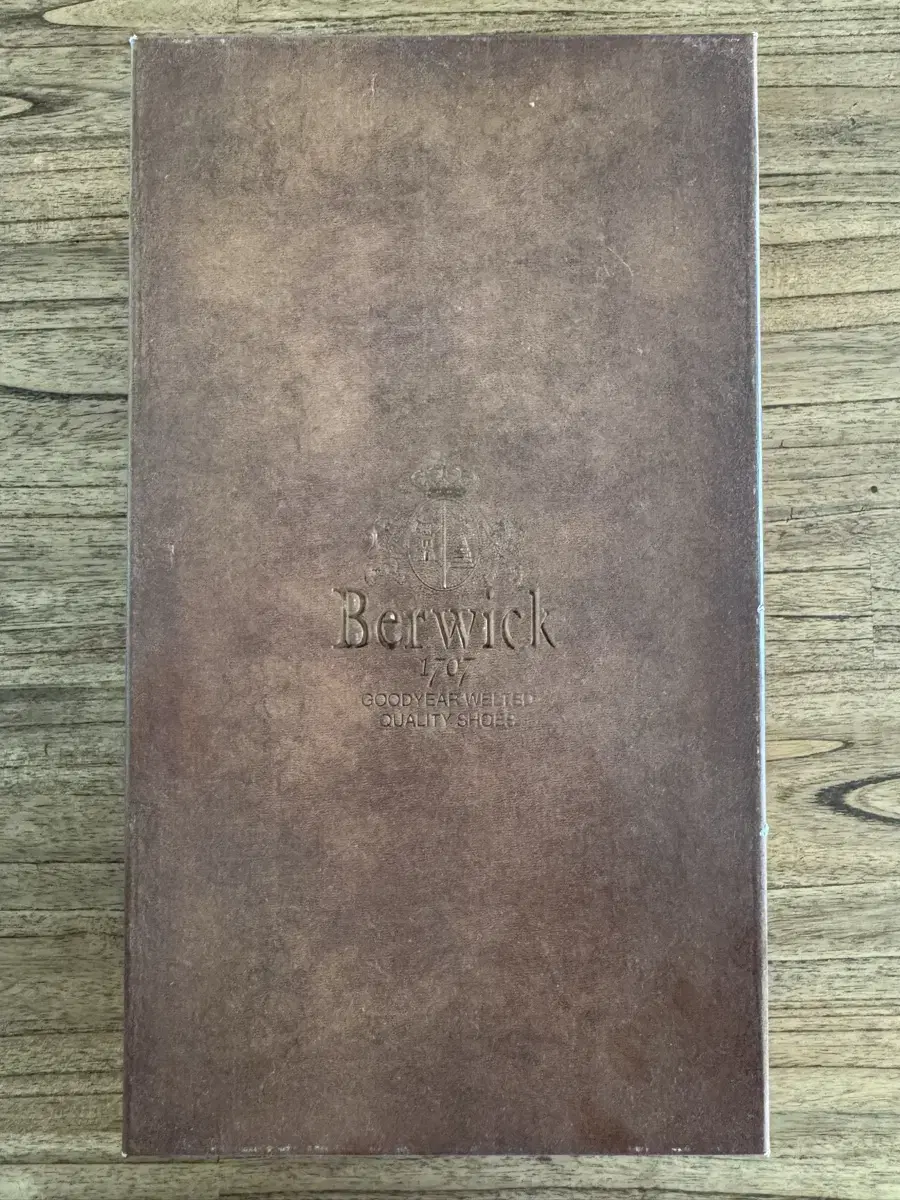 Berwick
1707
GOODYEAR WELTED
QUALITY SHOES